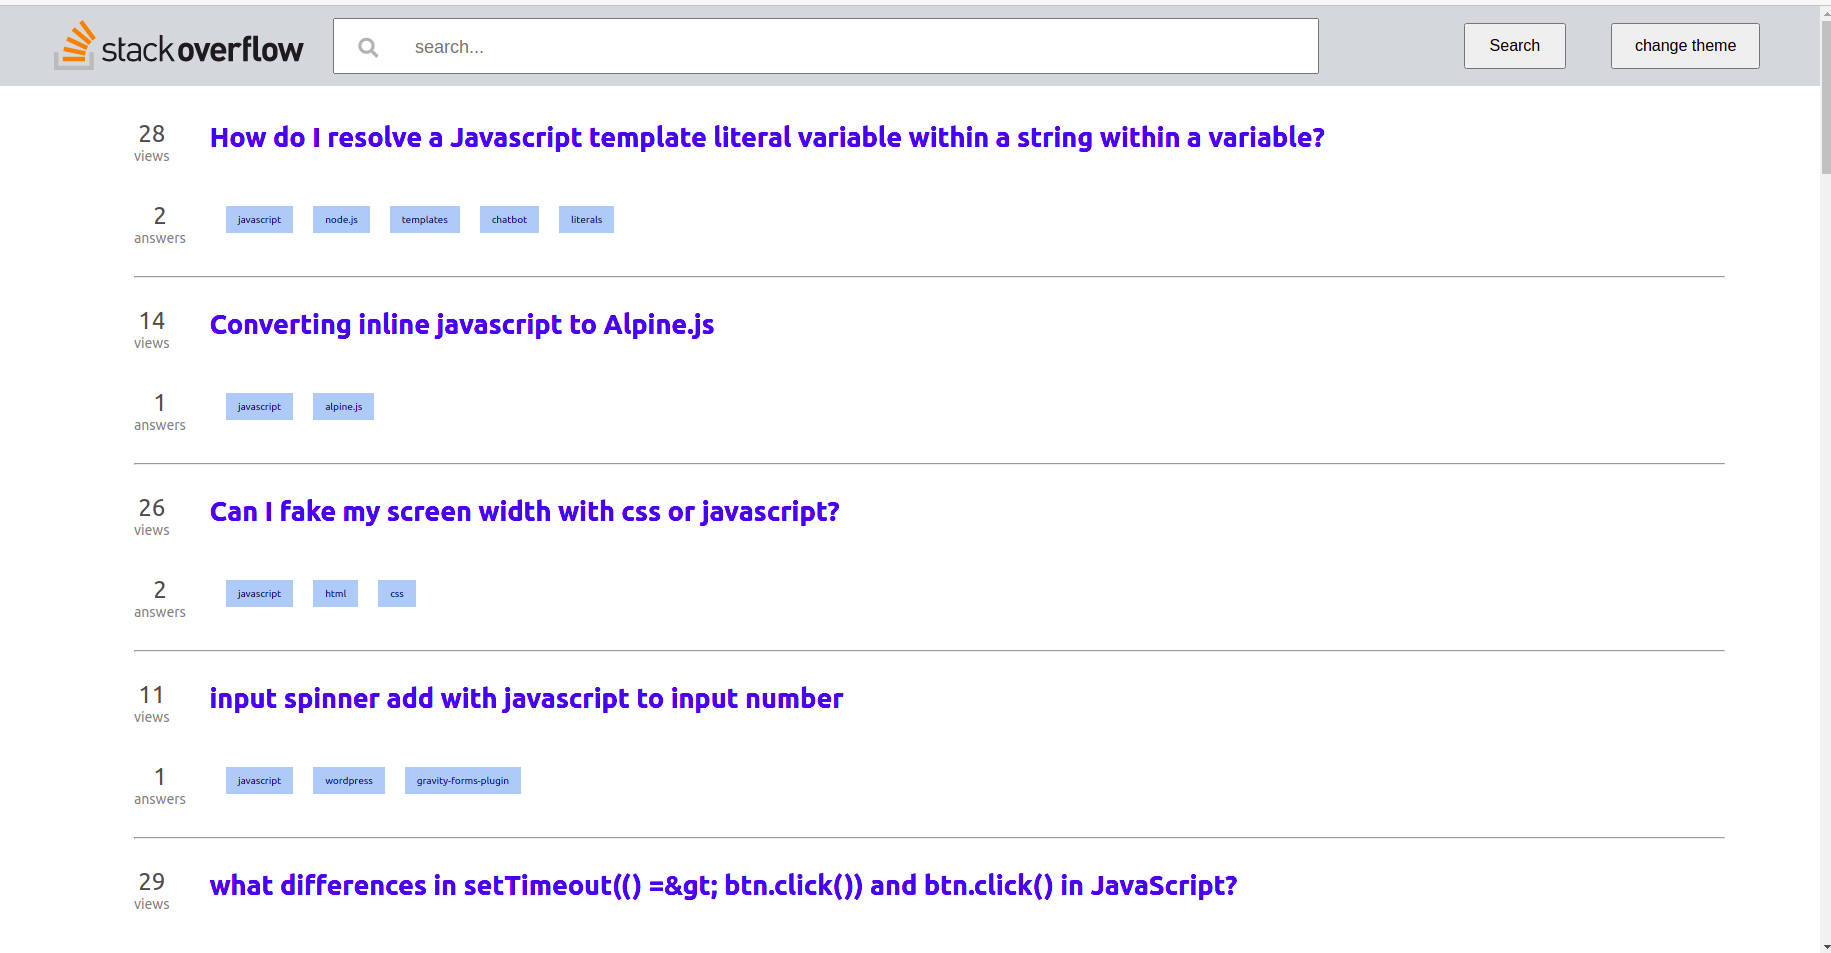 stackoverflow
search...
Search
change theme
28
views
How do I resolve a Javascript template literal variable within a string within a variable?
2
answers
javascript node.js templates chatbot literals
14
views
Converting inline javascript to Alpine.js
1
answers
javascript alpine.js
26
views
Can I fake my screen width with css or javascript?
2
answers
javascript html css
11
views
input spinner add with javascript to input number
1
answers
javascript wordpress gravity-forms-plugin
29
views
what differences in setTimeout(() =&gt; btn.click()) and btn.click() in JavaScript?